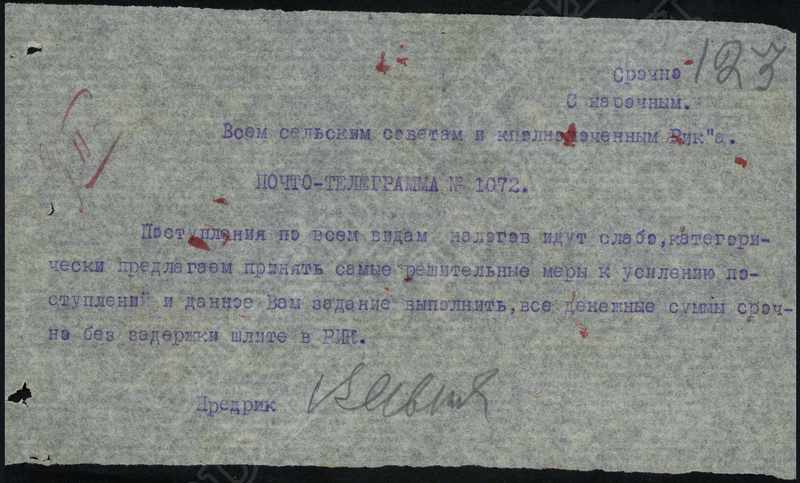 123
Срочно
С нарочным.
Всем сельским советам и уполномоченным Рик"а.
ПОЧТО-ТЕЛЕГРАММА № 1072.
Поступления по всем видам налогов идут слабо,категори-
чески предлагаем принять самые решительные меры к усилению по-
ступлений и данное Вам задание выполнить,все денежные суммы сроч-
но без задержки шлите в РИК.
Предрик